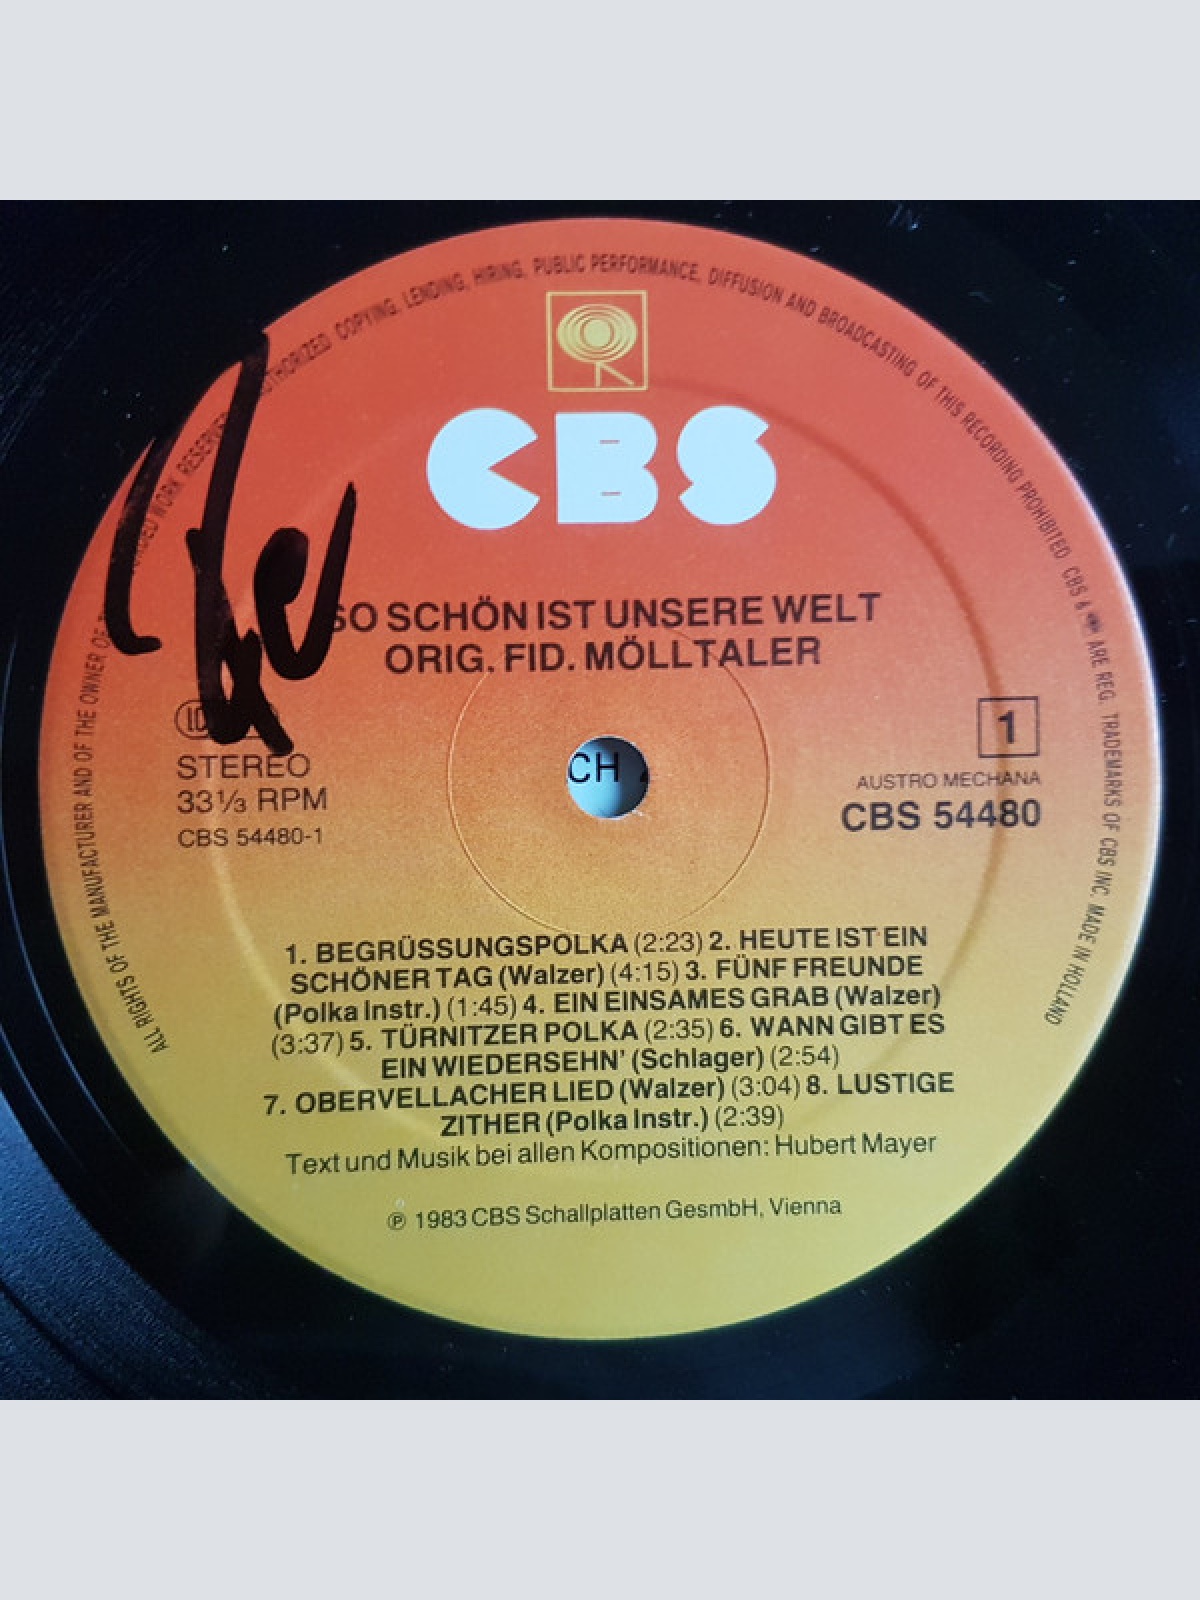 ALL RIGHTS OF THE MANUFACTURER AND OF THE OWNER OF WORK COPYING, LENDING, HIRING, PUBLIC PERFORMANCE, DIFFUSION AND BROADCASTING OF THIS RECORDING PROHIBITED CBS & ARE REG. TRADEMARKS OF CBS INC. MADE IN HOLLAND
CBS
SO SCHÖN IST UNSERE WELT
ORIG. FID. MÖLLTALER
STEREO
33⅓ RPM
CBS 54480-1
1
AUSTRO MECHANA
CBS 54480
CH
1. BEGRÜSSUNGSPOLKA (2:23) 2. HEUTE IST EIN
SCHÖNER TAG (Walzer) (4:15) 3. FÜNF FREUNDE
(Polka Instr.) (1:45) 4. EIN EINSAMES GRAB (Walzer)
(3:37) 5. TÜRNITZER POLKA (2:35) 6. WANN GIBT ES
EIN WIEDERSEHN' (Schlager) (2:54)
7. OBERVELLACHER LIED (Walzer) (3:04) 8. LUSTIGE
ZITHER (Polka Instr.) (2:39)
Text und Musik bei allen Kompositionen: Hubert Mayer
℗ 1983 CBS Schallplatten GesmbH, Vienna